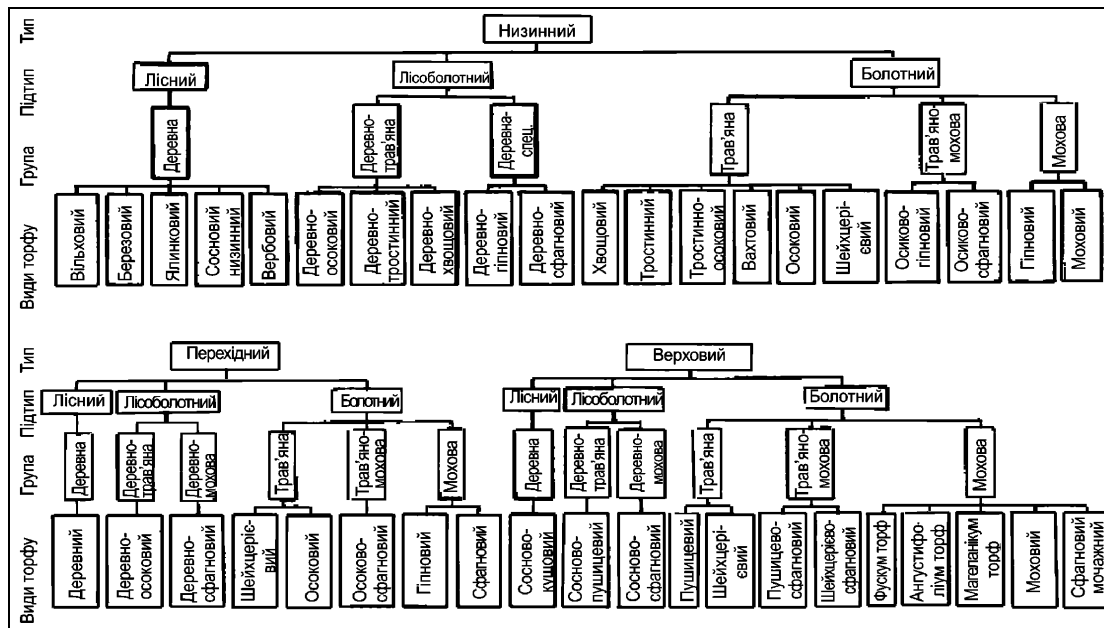 Тип
Низинний
Підтип
Лісний
Лісоболотний
Болотний
Група
Деревна
Деревно-
трав'яна
Деревна-
спец.
Трав'яна
Трав'яно-
мохова
Мохова
Види торфу
Вільховий
Березовий
Ялинковий
Сосновий
низинний
Вербовий
Деревно-
осоковий
Деревно-
тростинний
Деревно-
хвощовий
Деревно-
гіпновий
Деревно-
сфагновий
Хвощовий
Тростинний
Тростинно-
осоковий
Вахтовий
Осоковий
Шейхцері-
євий
Осиково-
гіпновий
Осиково-
сфагновий
Гіпновий
Моховий
Тип
Перехідний
Верховий
Підтип
Лісний
Лісоболотний
Болотний
Лісний
Лісоболотний
Болотний
Група
Деревна
Деревно-
трав'яна
Деревно-
мохова
Трав'яна
Трав'яно-
мохова
Мохова
Деревна
Деревно-
трав'яна
Деревно-
мохова
Трав'яна
Трав'яно-
мохова
Мохова
Види торфу
Деревний
Деревно-
осоковий
Деревно-
сфагновий
Шейхцеріє-
вий
Осоковий
Осоково-
сфагновий
Гіпновий
Сфагновий
Сосново-
кущовий
Сосново-
пушицевий
Сосново-
сфагновий
Пушицевий
Шейхцері-
євий
Пушицево-
сфагновий
Шейхцерієво-
сфагновий
Фускум торф
Ангустифо-
ліум торф
Магеланікум
торф
Моховий
Сфагновий
мочажний